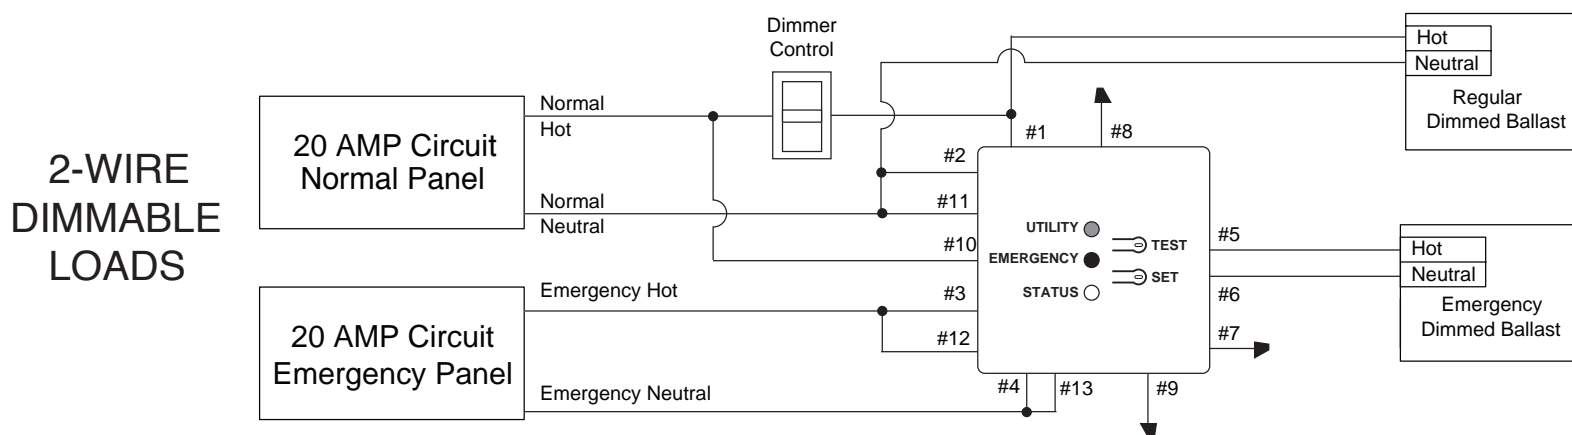 2-WIRE
DIMMABLE
LOADS
20 AMP Circuit
Normal Panel
20 AMP Circuit
Emergency Panel
Normal
Hot
Normal
Neutral
Emergency Hot
Emergency Neutral
Dimmer
Control
#1
#8
#2
#11
#10
#3
#12
#4
#13
#9
#5
#6
#7
UTILITY
EMERGENCY
STATUS
TEST
SET
Hot
Neutral
Regular
Dimmed Ballast
Hot
Neutral
Emergency
Dimmed Ballast